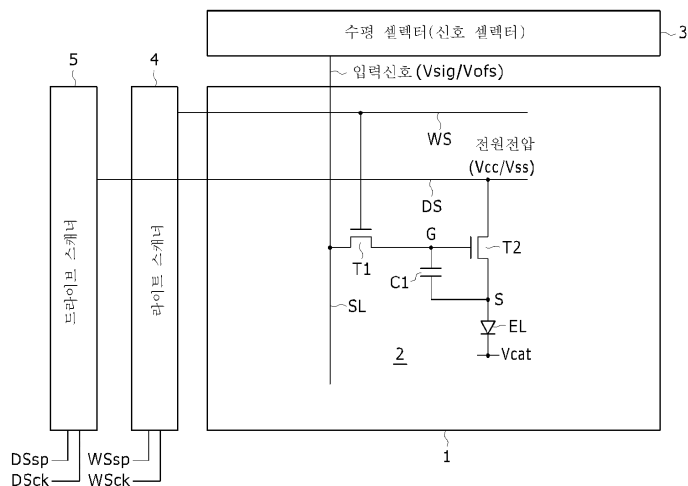 수평 셀렉터(신호 셀렉터)
3
5
4
입력신호(Vsig/Vofs)
WS
전원전압
(Vcc/Vss)
DS
드라이브 스캐너
라이트 스캐너
G
T1
T2
C1
S
SL
EL
2
Vcat
1
DSsp
WSsp
DSck
WSck